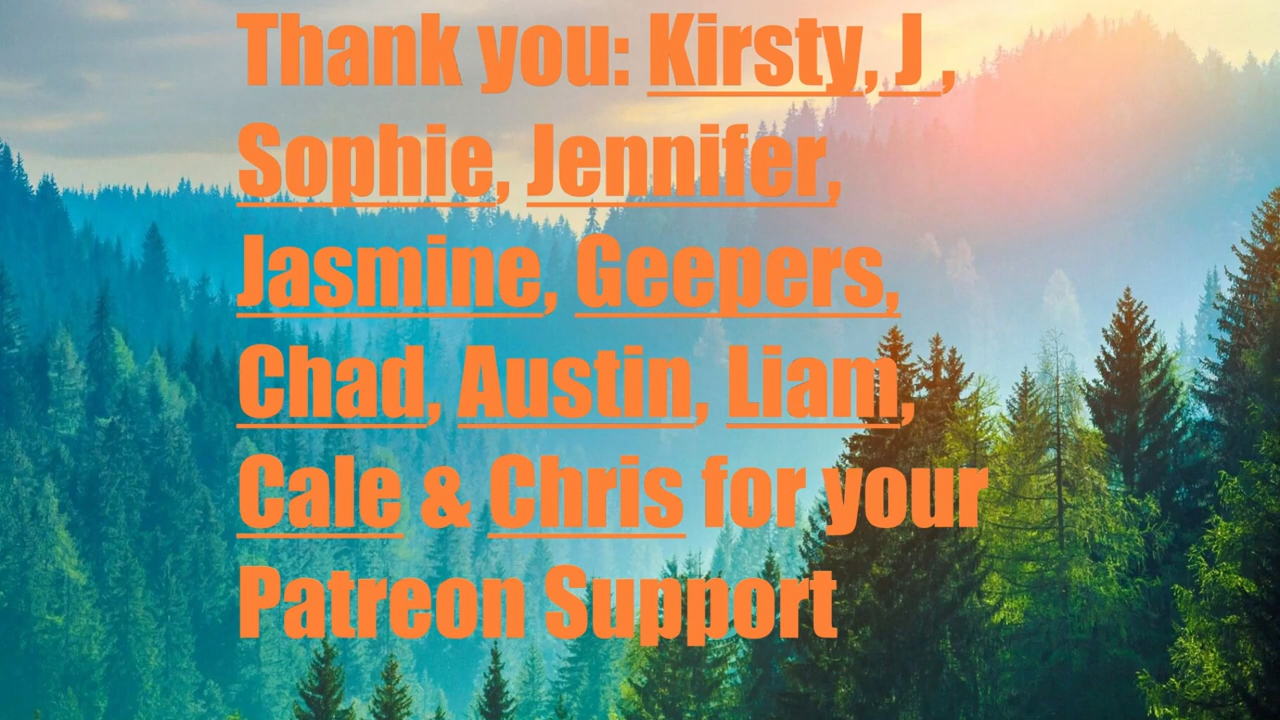 Thank you: Kirsty, J ,
Sophie, Jennifer,
Jasmine, Geepers,
Chad, Austin, Liam,
Cale & Chris for your
Patreon Support